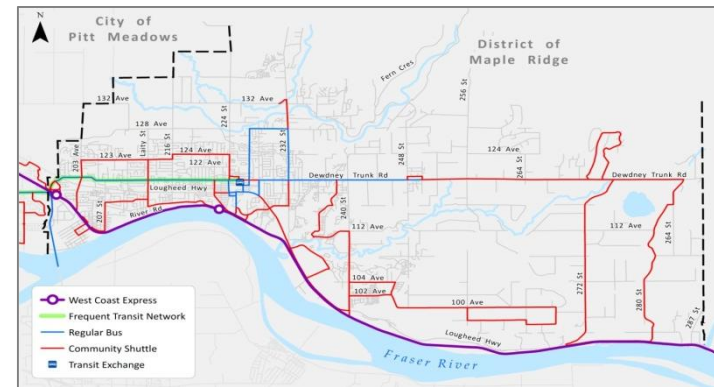 City of
Pitt Meadows
District of
Maple Ridge
N
Fern Cres
256 St
132 Ave
132 Ave
224 St
128 Ave
203 Ave
Laity St
216 St
124 Ave
232 St
123 Ave
122 Ave
248 St
124 Ave
264 St
Dewdney Trunk Rd
Dewdney Trunk Rd
Lougheed Hwy
207 St
River Rd
240 St
112 Ave
112 Ave
264 St
104 Ave
102 Ave
100 Ave
272 St
280 St
287 St
Lougheed Hwy
Fraser River
West Coast Express
Frequent Transit Network
Regular Bus
Community Shuttle
Transit Exchange